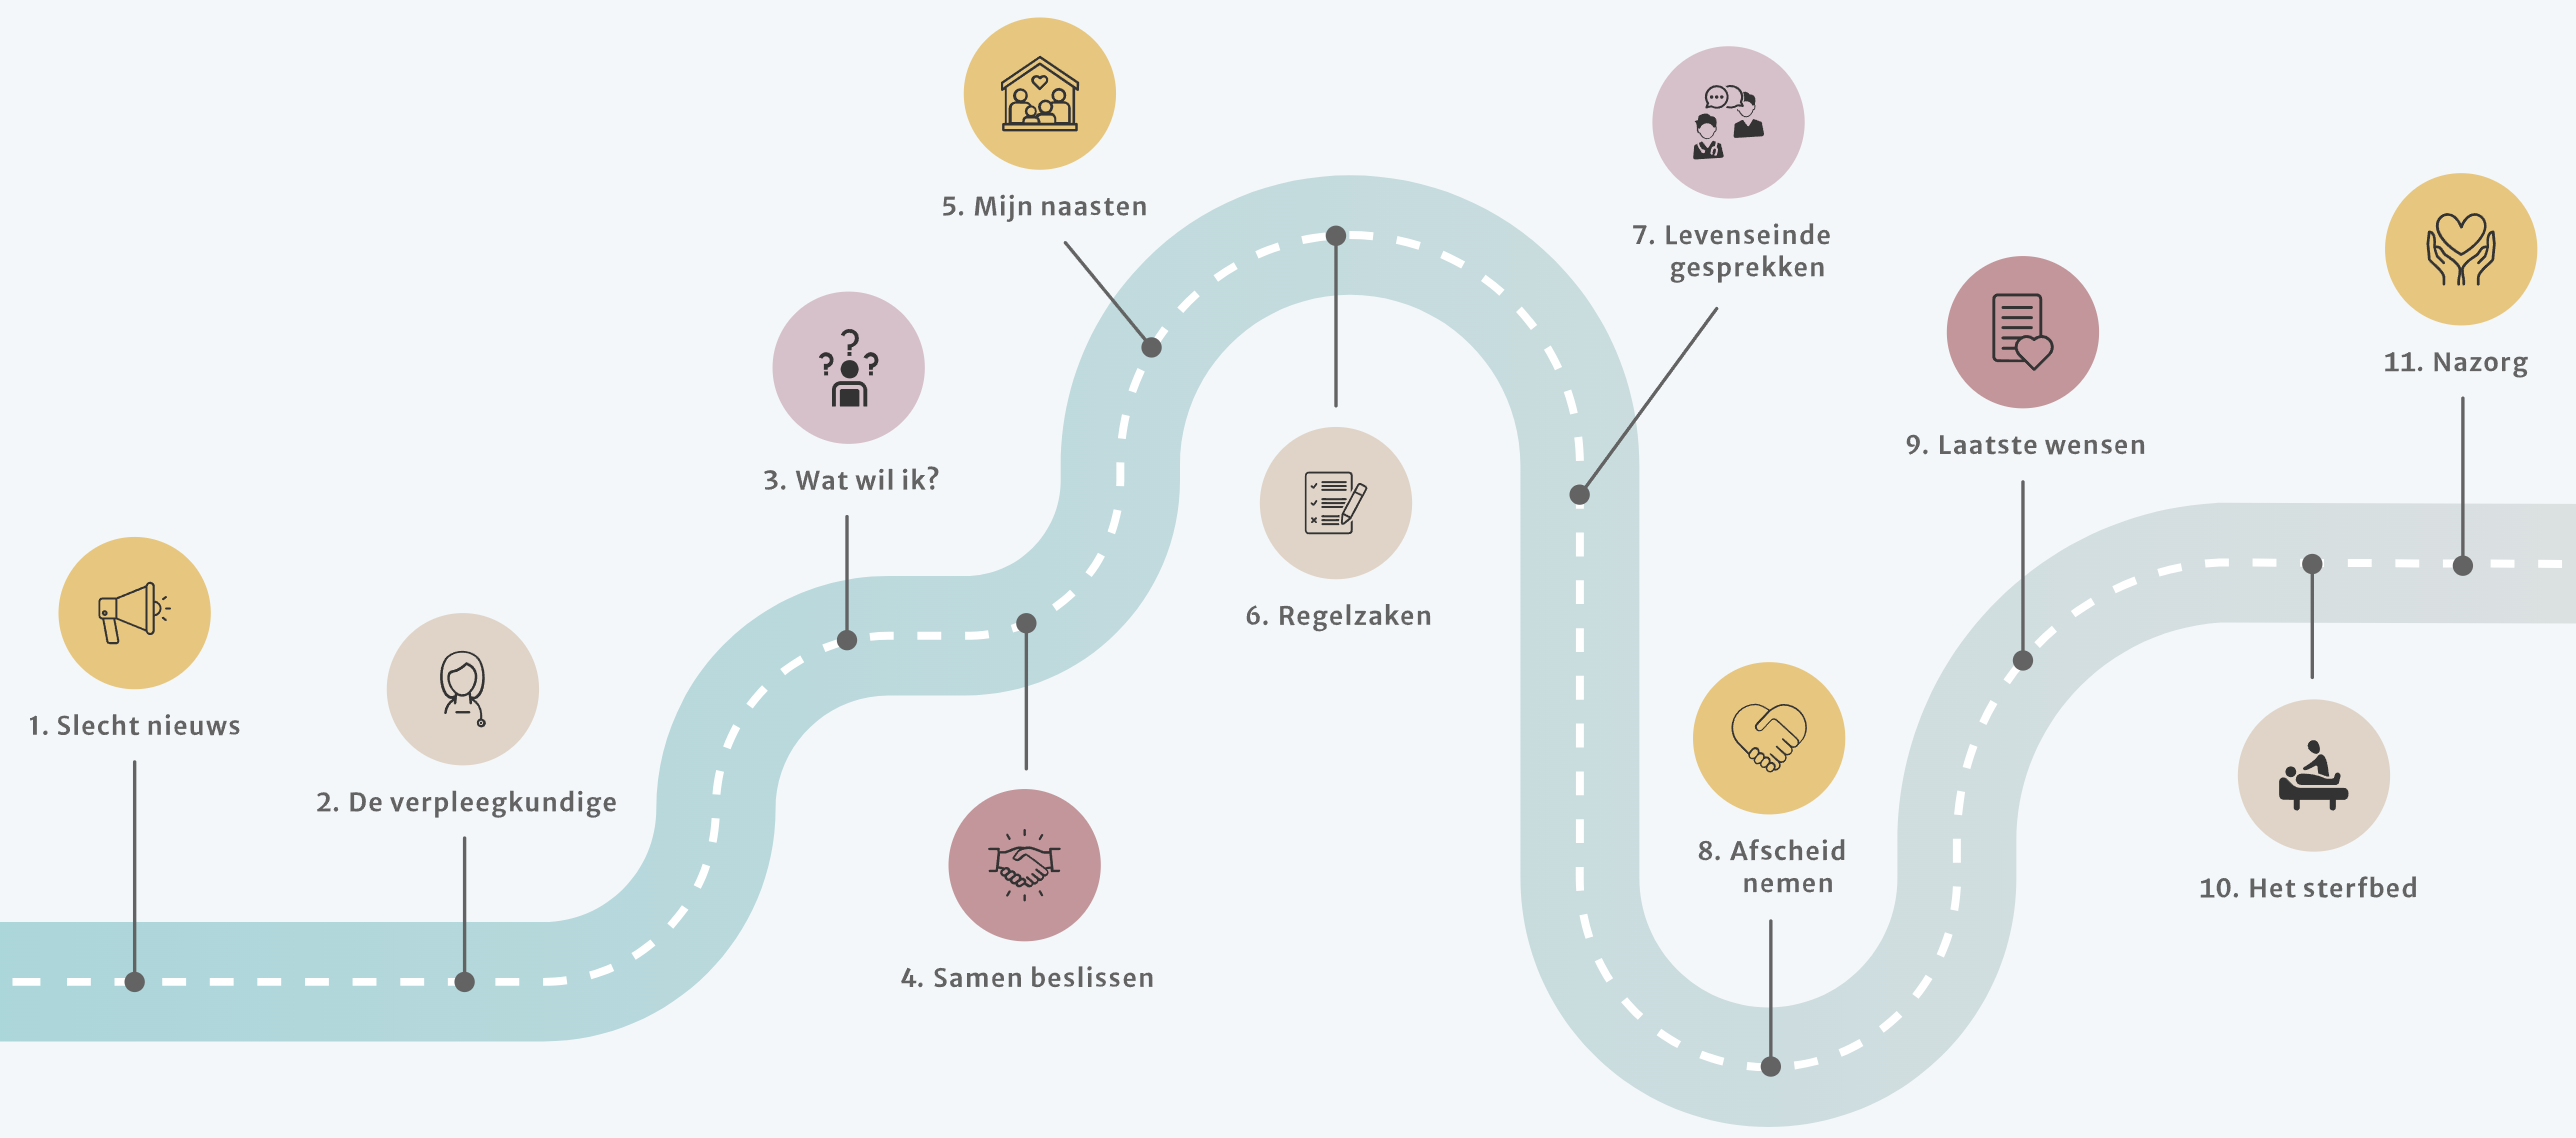 1. Slecht nieuws
2. De verpleegkundige
3. Wat wil ik?
4. Samen beslissen
5. Mijn naasten
6. Regelzaken
7. Levenseinde
gesprekken
8. Afscheid
nemen
9. Laatste wensen
10. Het sterfbed
11. Nazorg